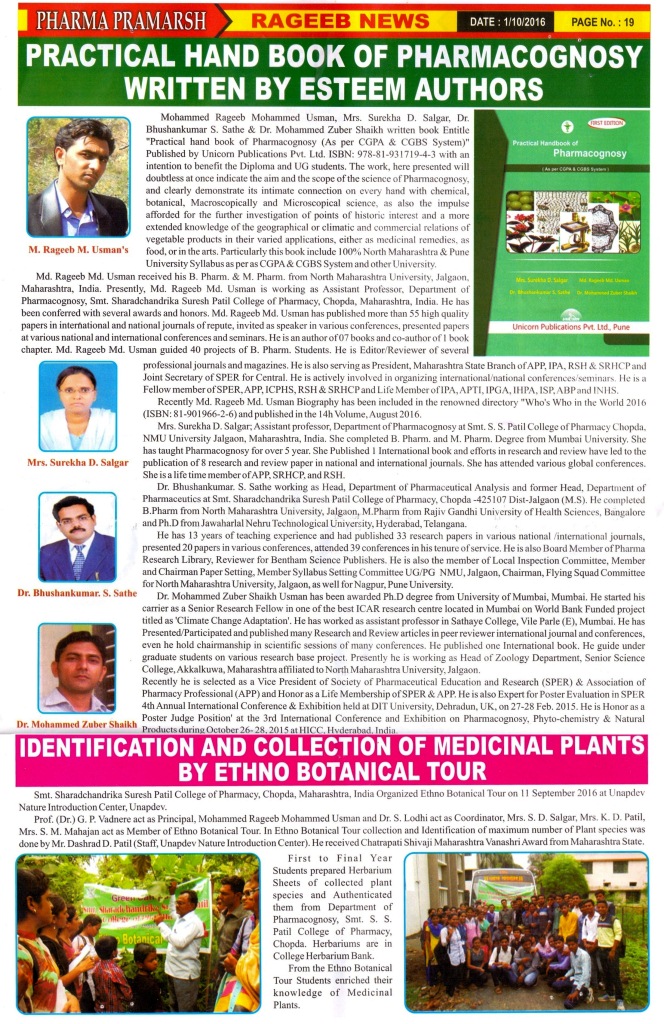 PHARMA PRAMARSH
RAGEEB NEWS
DATE : 1/10/2016
PAGE No. : 19
PRACTICAL HAND BOOK OF PHARMACOGNOSY
WRITTEN BY ESTEEM AUTHORS
M. Rageeb M. Usman's
Mohammed Rageeb Mohammed Usman, Mrs. Surekha D. Salgar, Dr.
Bhushankumar S. Sathe & Dr. Mohammed Zuber Shaikh written book Entitle
"Practical hand book of Pharmacognosy (As per CGPA & CGBS System)"
Published by Unicorn Publications Pvt. Ltd. ISBN: 978-81-931719-4-3 with an
intention to benefit the Diploma and UG students. The work, here presented will
doubtless at once indicate the aim and the scope of the science of Pharmacognosy,
and clearly demonstrate its intimate connection on every hand with chemical,
botanical, Macroscopically and Microscopical science, as also the impulse
afforded for the further investigation of points of historic interest and a more
extended knowledge of the geographical or climatic and commercial relations of
vegetable products in their varied applications, either as medicinal remedies, as
food, or in the arts. Particularly this book include 100% North Maharashtra & Pune
University Syllabus as per as CGPA & CGBS System and other University.
FIRST EDITION
Practical Handbook of
Pharmacognosy
( As per CGPA & CGBS System )
Mrs. Surekha D. Salgar
Md. Rageeb Md. Usman
Dr. Bhushankumar S. Sathe
Dr. Mohammed Zuber Shaikh
Unicorn Publications Pvt. Ltd., Pune
Md. Rageeb Md. Usman received his B. Pharm. & M. Pharm. from North Maharashtra University, Jalgaon,
Maharashtra, India. Presently, Md. Rageeb Md. Usman is working as Assistant Professor, Department of
Pharmacognosy, Smt. Sharadchandrika Suresh Patil College of Pharmacy, Chopda, Maharashtra, India. He has
been conferred with several awards and honors. Md. Rageeb Md. Usman has published more than 55 high quality
papers in international and national journals of repute, invited as speaker in various conferences, presented papers
at various national and international conferences and seminars. He is an author of 07 books and co-author of 1 book
chapter. Md. Rageeb Md. Usman guided 40 projects of B. Pharm. Students. He is Editor/Reviewer of several
professional journals and magazines. He is also serving as President, Maharashtra State Branch of APP, IPA, RSH & SRHCP and
Joint Secretary of SPER for Central. He is actively involved in organizing international/national conferences/seminars. He is a
Fellow member of SPER, APP, ICPHS, RSH & SRHCP and Life Member of IPA, APTI, IPGA, IHPA, ISP, ABP and INHS.
Recently Md. Rageeb Md. Usman Biography has been included in the renowned directory "Who's Who in the World 2016
(ISBN: 81-901966-2-6) and published in the 14h Volume, August 2016.
Mrs. Surekha D. Salgar
Mrs. Surekha D. Salgar; Assistant professor, Department of Pharmacognosy at Smt. S. S. Patil College of Pharmacy Chopda,
NMU University Jalgaon, Maharashtra, India. She completed B. Pharm. and M. Pharm. Degree from Mumbai University. She
has taught Pharmacology for over 5 year. She Published 1 International book and efforts in research and review have led to the
publication of 8 research and review paper in national and international journals. She has attended various global conferences.
She is a life time member of APP, SRHCP, and RSH.
Dr. Bhushankumar. S. Sathe working as Head, Department of Pharmaceutical Analysis and former Head, Department of
Pharmaceutics at Smt. Sharadchandrika Suresh Patil College of Pharmacy, Chopda -425107 Dist-Jalgaon (M.S). He completed
B.Pharm from North Maharashtra University, Jalgaon, M.Pharm from Rajiv Gandhi University of Health Sciences, Bangalore
and Ph.D from Jawaharlal Nehru Technological University, Hyderabad, Telangana.
Dr. Bhushankumar. S. Sathe
He has 13 years of teaching experience and had published 33 research papers in various national /international journals,
presented 20 papers in various conferences, attended 39 conferences in his tenure of service. He is also Board Member of Pharma
Research Library, Reviewer for Bentham Science Publishers. He is also the member of Local Inspection Committee, Member
and Chairman Paper Setting, Member Syllabus Setting Committee UG/PG NMU, Jalgaon, Chairman, Flying Squad Committee
for North Maharashtra University, Jalgaon, as well for Nagpur, Pune University.
Dr. Mohammed Zuber Shaikh Usman has been awarded Ph.D degree from University of Mumbai, Mumbai. He started his
carrier as a Senior Research Fellow in one of the best ICAR research centre located in Mumbai on World Bank Funded project
titled as 'Climate Change Adaptation'. He has worked as assistant professor in Sathaye College, Vile Parle (E), Mumbai. He has
Presented/Participated and published many Research and Review articles in peer reviewer international journal and conferences,
even he hold chairmanship in scientific sessions of many conferences. He published one International book. He guide under
graduate students on various research base project. Presently he is working as Head of Zoology Department, Senior Science
College, Akkalkuwa, Maharashtra affiliated to North Maharashtra University, Jalgaon.
Recently he is selected as a Vice President of Society of Pharmaceutical Education and Research (SPER) & Association of
Pharmacy Professional (APP) and Honor as a Life Membership of SPER & APP. He is also Expert for Poster Evaluation in SPER
4th Annual International Conference & Exhibition held at DIT University, Dehradun, UK, on 27-28 Feb. 2015. He is Honor as a
Poster Judge Position' at the 3rd International Conference and Exhibition on Pharmacognosy, Phyto-chemistry & Natural
Products during October 26-28, 2015 at HICC, Hyderabad, India.
Dr. Mohammed Zuber Shaikh
IDENTIFICATION AND COLLECTION OF MEDICINAL PLANTS
BY ETHNO BOTANICAL TOUR
Smt. Sharadchandrika Suresh Patil College of Pharmacy, Chopda, Maharashtra, India Organized Ethno Botanical Tour on 11 September 2016 at Unapdev
Nature Introduction Center, Unapdev.
Prof. (Dr.) G. P. Vadnere act as Principal, Mohammed Rageeb Mohammed Usman and Dr. S. Lodhi act as Coordinator, Mrs. S. D. Salgar, Mrs. K. D. Patil,
Mrs. S. M. Mahajan act as Member of Ethno Botanical Tour. In Ethno Botanical Tour collection and Identification of maximum number of Plant species was
done by Mr. Dashrad D. Patil (Staff, Unapdev Nature Introduction Center). He received Chatrapati Shivaji Maharashtra Vanashri Award from Maharashtra State.
Green
Smt. Sharadchandrika
Botanical
First to Final Year
Students prepared Herbarium
Sheets of collected plant
species and Authenticated
them from Department of
Pharmacognosy, Smt. S. S.
Patil College of Pharmacy,
Chopda. Herbariums are in
College Herbarium Bank.
From the Ethno Botanical
Tour Students enriched their
knowledge of Medicinal
Plants.